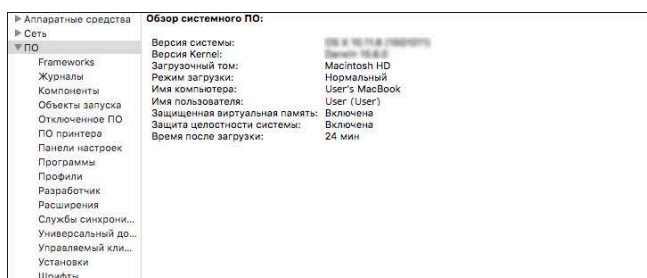 Аппаратные средства
Сеть
ПО
Frameworks
Журналы
Компоненты
Объекты запуска
Отключенное ПО
ПО принтера
Панели настроек
Программы
Профили
Разработчик
Расширения
Службы синхрони...
Универсальный до...
Управляемый кли...
Установки
Шрифты
Обзор системного ПО:
Версия системы:
Версия Kernel:
Загрузочный том: Macintosh HD
Режим загрузки: Нормальный
Имя компьютера: User's MacBook
Имя пользователя: User (User)
Защищенная виртуальная память: Включена
Защита целостности системы: Включена
Время после загрузки: 24 мин